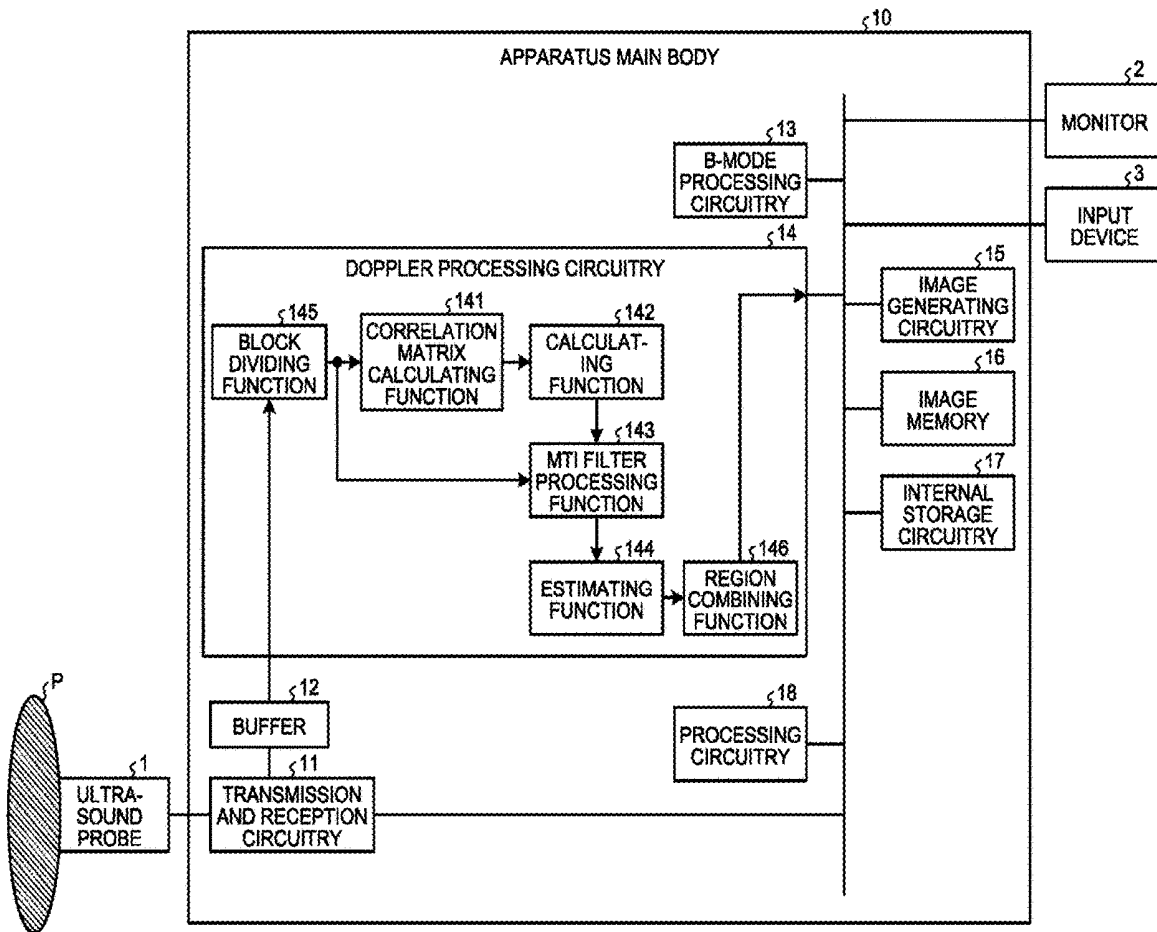 10
APPARATUS MAIN BODY
2
MONITOR
13
B-MODE
PROCESSING
CIRCUITRY
3
INPUT
DEVICE
14
DOPPLER PROCESSING CIRCUITRY
15
IMAGE
GENERATING
CIRCUITRY
145
BLOCK
DIVIDING
FUNCTION
141
CORRELATION
MATRIX
CALCULATING
FUNCTION
142
CALCULAT-
ING
FUNCTION
16
IMAGE
MEMORY
143
MTI FILTER
PROCESSING
FUNCTION
17
INTERNAL
STORAGE
CIRCUITRY
144
ESTIMATING
FUNCTION
146
REGION
COMBINING
FUNCTION
P
12
BUFFER
18
PROCESSING
CIRCUITRY
1
ULTRA-
SOUND
PROBE
11
TRANSMISSION
AND RECEPTION
CIRCUITRY